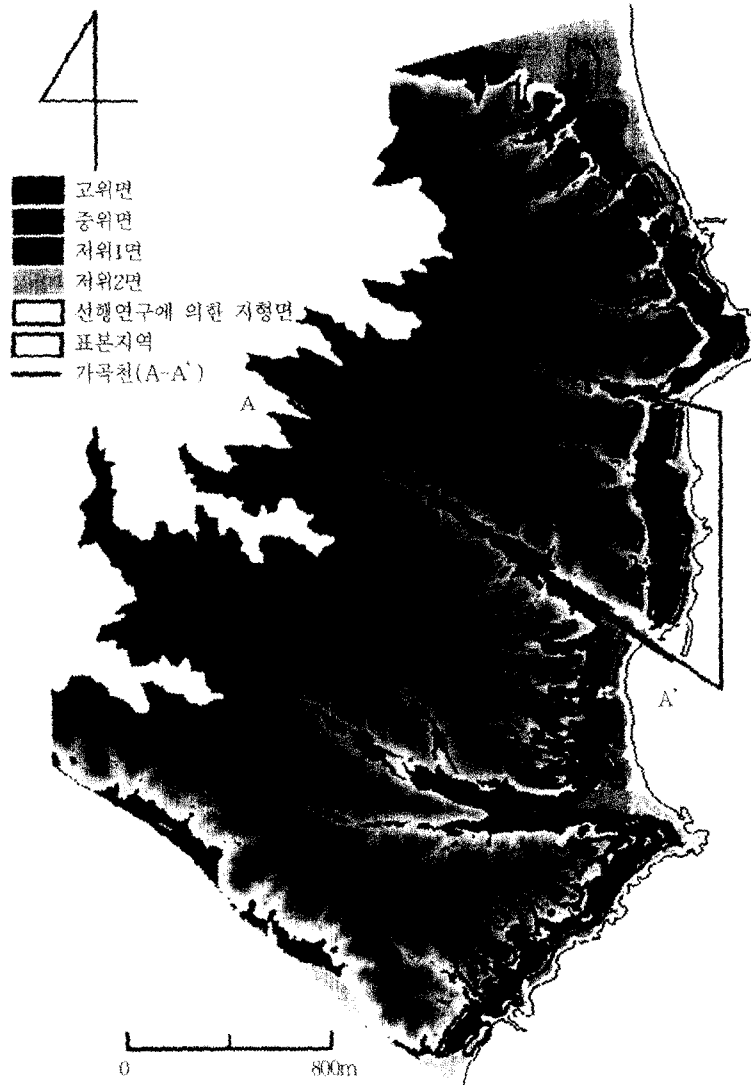 고위면
중위면
저위1면
저위2면
선행연구에 의한 지형면
표본지역
가곡천(A-A')
A
A'
0 800m